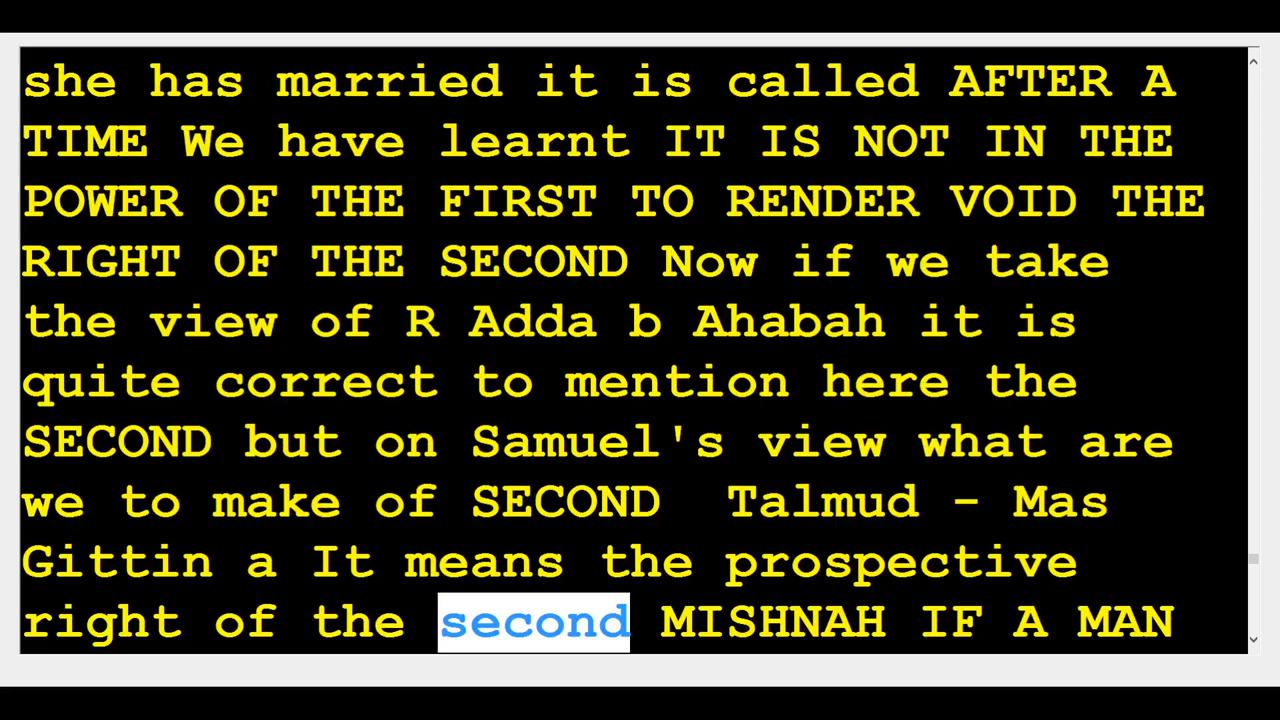 she has married it is called AFTER A
TIME We have learnt IT IS NOT IN THE
POWER OF THE FIRST TO RENDER VOID THE
RIGHT OF THE SECOND Now if we take
the view of R Adda b Ahabah it is
quite correct to mention here the
SECOND but on Samuel's view what are
we to make of SECOND  Talmud - Mas
Gittin a It means the prospective
right of the second MISHNAH IF A MAN